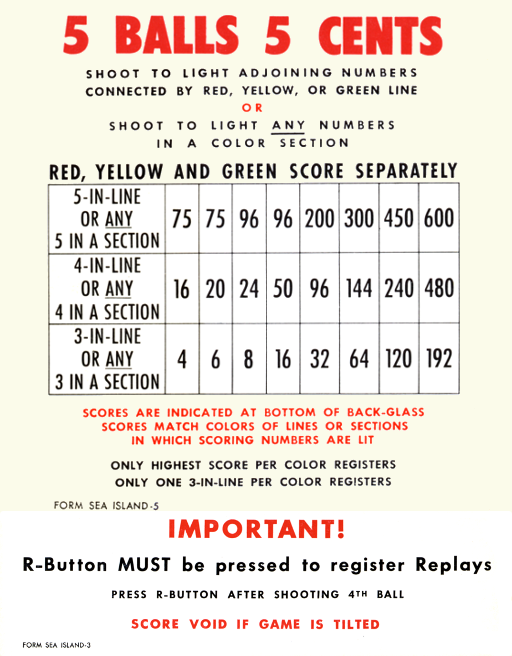 5 BALLS 5 CENTS
SHOOT TO LIGHT ADJOINING NUMBERS
CONNECTED BY RED, YELLOW, OR GREEN LINE
OR
SHOOT TO LIGHT ANY NUMBERS
IN A COLOR SECTION
RED, YELLOW AND GREEN SCORE SEPARATELY
5-IN-LINE
OR ANY
5 IN A SECTION
75 75 96 96 200 300 450 600
4-IN-LINE
OR ANY
4 IN A SECTION
16 20 24 50 96 144 240 480
3-IN-LINE
OR ANY
3 IN A SECTION
4 6 8 16 32 64 120 192
SCORES ARE INDICATED AT BOTTOM OF BACK-GLASS
SCORES MATCH COLORS OF LINES OR SECTIONS
IN WHICH SCORING NUMBERS ARE LIT
ONLY HIGHEST SCORE PER COLOR REGISTERS
ONLY ONE 3-IN-LINE PER COLOR REGISTERS
FORM SEA ISLAND-5
IMPORTANT!
R-Button MUST be pressed to register Replays
PRESS R-BUTTON AFTER SHOOTING 4TH BALL
SCORE VOID IF GAME IS TILTED
FORM SEA ISLAND-3